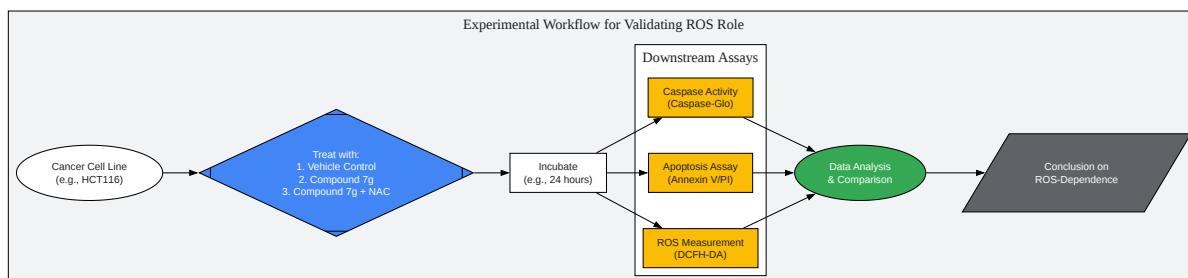 Experimental Workflow for Validating ROS Role
Downstream Assays
Cancer Cell Line
(e.g., HCT116)
Treat with:
1. Vehicle Control
2. Compound 7g
3. Compound 7g + NAC
Incubate
(e.g., 24 hours)
Caspase Activity
(Caspase-Glo)
Apoptosis Assay
(Annexin V/PI)
ROS Measurement
(DCFH-DA)
Data Analysis
& Comparison
Conclusion on
ROS-Dependence